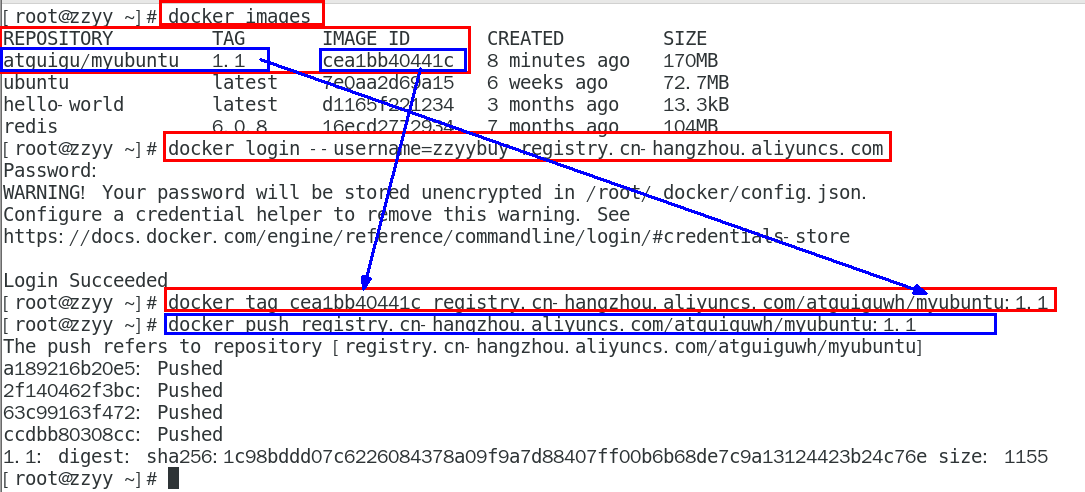 [root@zzyy ~]# docker images
REPOSITORY TAG IMAGE ID CREATED SIZE
atguigu/myubuntu 1.1 cea1bb40441c 8 minutes ago 170MB
ubuntu latest 7e0aa2d69a15 6 weeks ago 72.7MB
hello-world latest d1165f221234 3 months ago 13.3kB
redis 6.0.8 16ecd2772934 7 months ago 104MB
[root@zzyy ~]# docker login --username=zzyybuy registry.cn-hangzhou.aliyuncs.com
Password:
WARNING! Your password will be stored unencrypted in /root/.docker/config.json.
Configure a credential helper to remove this warning. See
https://docs.docker.com/engine/reference/commandline/login/#credentials-store
Login Succeeded
[root@zzyy ~]# docker tag cea1bb40441c registry.cn-hangzhou.aliyuncs.com/atguiguwh/myubuntu:1.1
[root@zzyy ~]# docker push registry.cn-hangzhou.aliyuncs.com/atguiguwh/myubuntu:1.1
The push refers to repository [registry.cn-hangzhou.aliyuncs.com/atguiguwh/myubuntu]
a189216b20e5: Pushed
2f140462f3bc: Pushed
63c99163f472: Pushed
ccdbb80308cc: Pushed
1.1: digest: sha256:1c98bddd07c6226084378a09f9a7d88407ff00b6b68de7c9a13124423b24c76e size: 1155
[root@zzyy ~]#